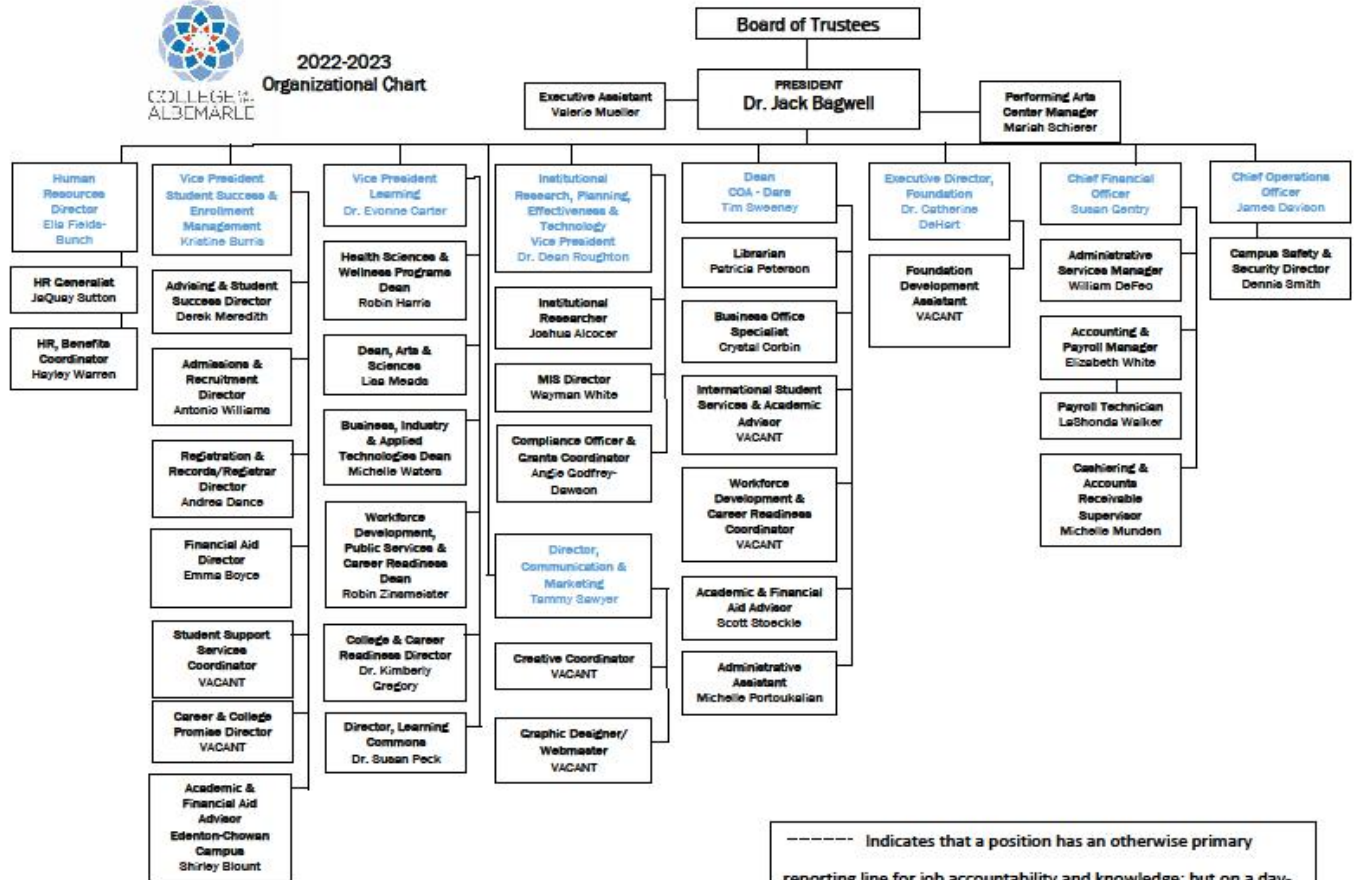 COLLEGE OF THE
ALBEMARLE
2022-2023
Organizational Chart
Board of Trustees
PRESIDENT
Dr. Jack Bagwell
Executive Assistant
Valerie Mueller
Performing Arts
Center Manager
Mariah Schierer
Human
Resources
Director
Ella Fields-
Bunch
HR Generalist
JaQuay Sutton
HR, Benefits
Coordinator
Hayley Warren
Vice President
Student Success &
Enrollment
Management
Kristine Burris
Advising & Student
Success Director
Derek Meredith
Admissions &
Recruitment
Director
Antonio Williams
Registration &
Records/Registrar
Director
Andrea Dance
Financial Aid
Director
Emma Boyce
Student Support
Services
Coordinator
VACANT
Career & College
Promise Director
VACANT
Academic &
Financial Aid
Advisor
Edenton-Chowan
Campus
Shirley Blount
Vice President
Learning
Dr. Evonne Carter
Health Sciences &
Wellness Programs
Dean
Robin Harris
Dean, Arts &
Sciences
Lisa Meads
Business, Industry
& Applied
Technologies Dean
Michelle Waters
Workforce
Development,
Public Services &
Career Readiness
Dean
Robin Zinsmeister
College & Career
Readiness Director
Dr. Kimberly
Gregory
Director, Learning
Commons
Dr. Susan Peck
Institutional
Research, Planning,
Effectiveness &
Technology
Vice President
Dr. Dean Roughton
Institutional
Researcher
Joshua Alcocer
MIS Director
Wayman White
Compliance Officer &
Grants Coordinator
Angie Godfrey-
Dawson
Director,
Communication &
Marketing
Tammy Sawyer
Creative Coordinator
VACANT
Graphic Designer/
Webmaster
VACANT
Dean
COA - Dare
Tim Sweeney
Librarian
Patricia Peterson
Business Office
Specialist
Crystal Corbin
International Student
Services & Academic
Advisor
VACANT
Workforce
Development &
Career Readiness
Coordinator
VACANT
Academic & Financial
Aid Advisor
Scott Stoeckle
Administrative
Assistant
Michelle Portoukalian
Executive Director,
Foundation
Dr. Catherine
DeHart
Foundation
Development
Assistant
VACANT
Chief Financial
Officer
Susan Gentry
Administrative
Services Manager
William DeFeo
Accounting &
Payroll Manager
Elizabeth White
Payroll Technician
LaShonda Walker
Cashiering &
Accounts
Receivable
Supervisor
Michelle Munden
Chief Operations
Officer
James Davison
Campus Safety &
Security Director
Dennis Smith
------ Indicates that a position has an otherwise primary
reporting line for job accountability and knowledge; but on a day-